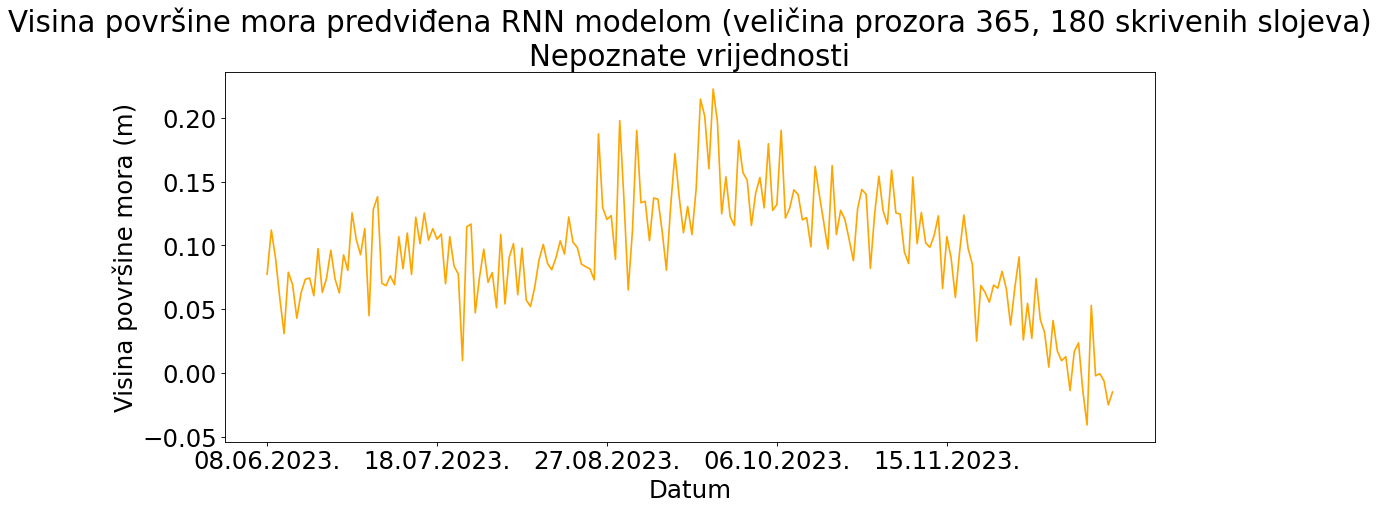 Visina površine mora predviđena RNN modelom (veličina prozora 365, 180 skrivenih slojeva)
Nepoznate vrijednosti
Visina površine mora (m)
0.20
0.15
0.10
0.05
0.00
−0.05
08.06.2023. 18.07.2023. 27.08.2023. 06.10.2023. 15.11.2023.
Datum